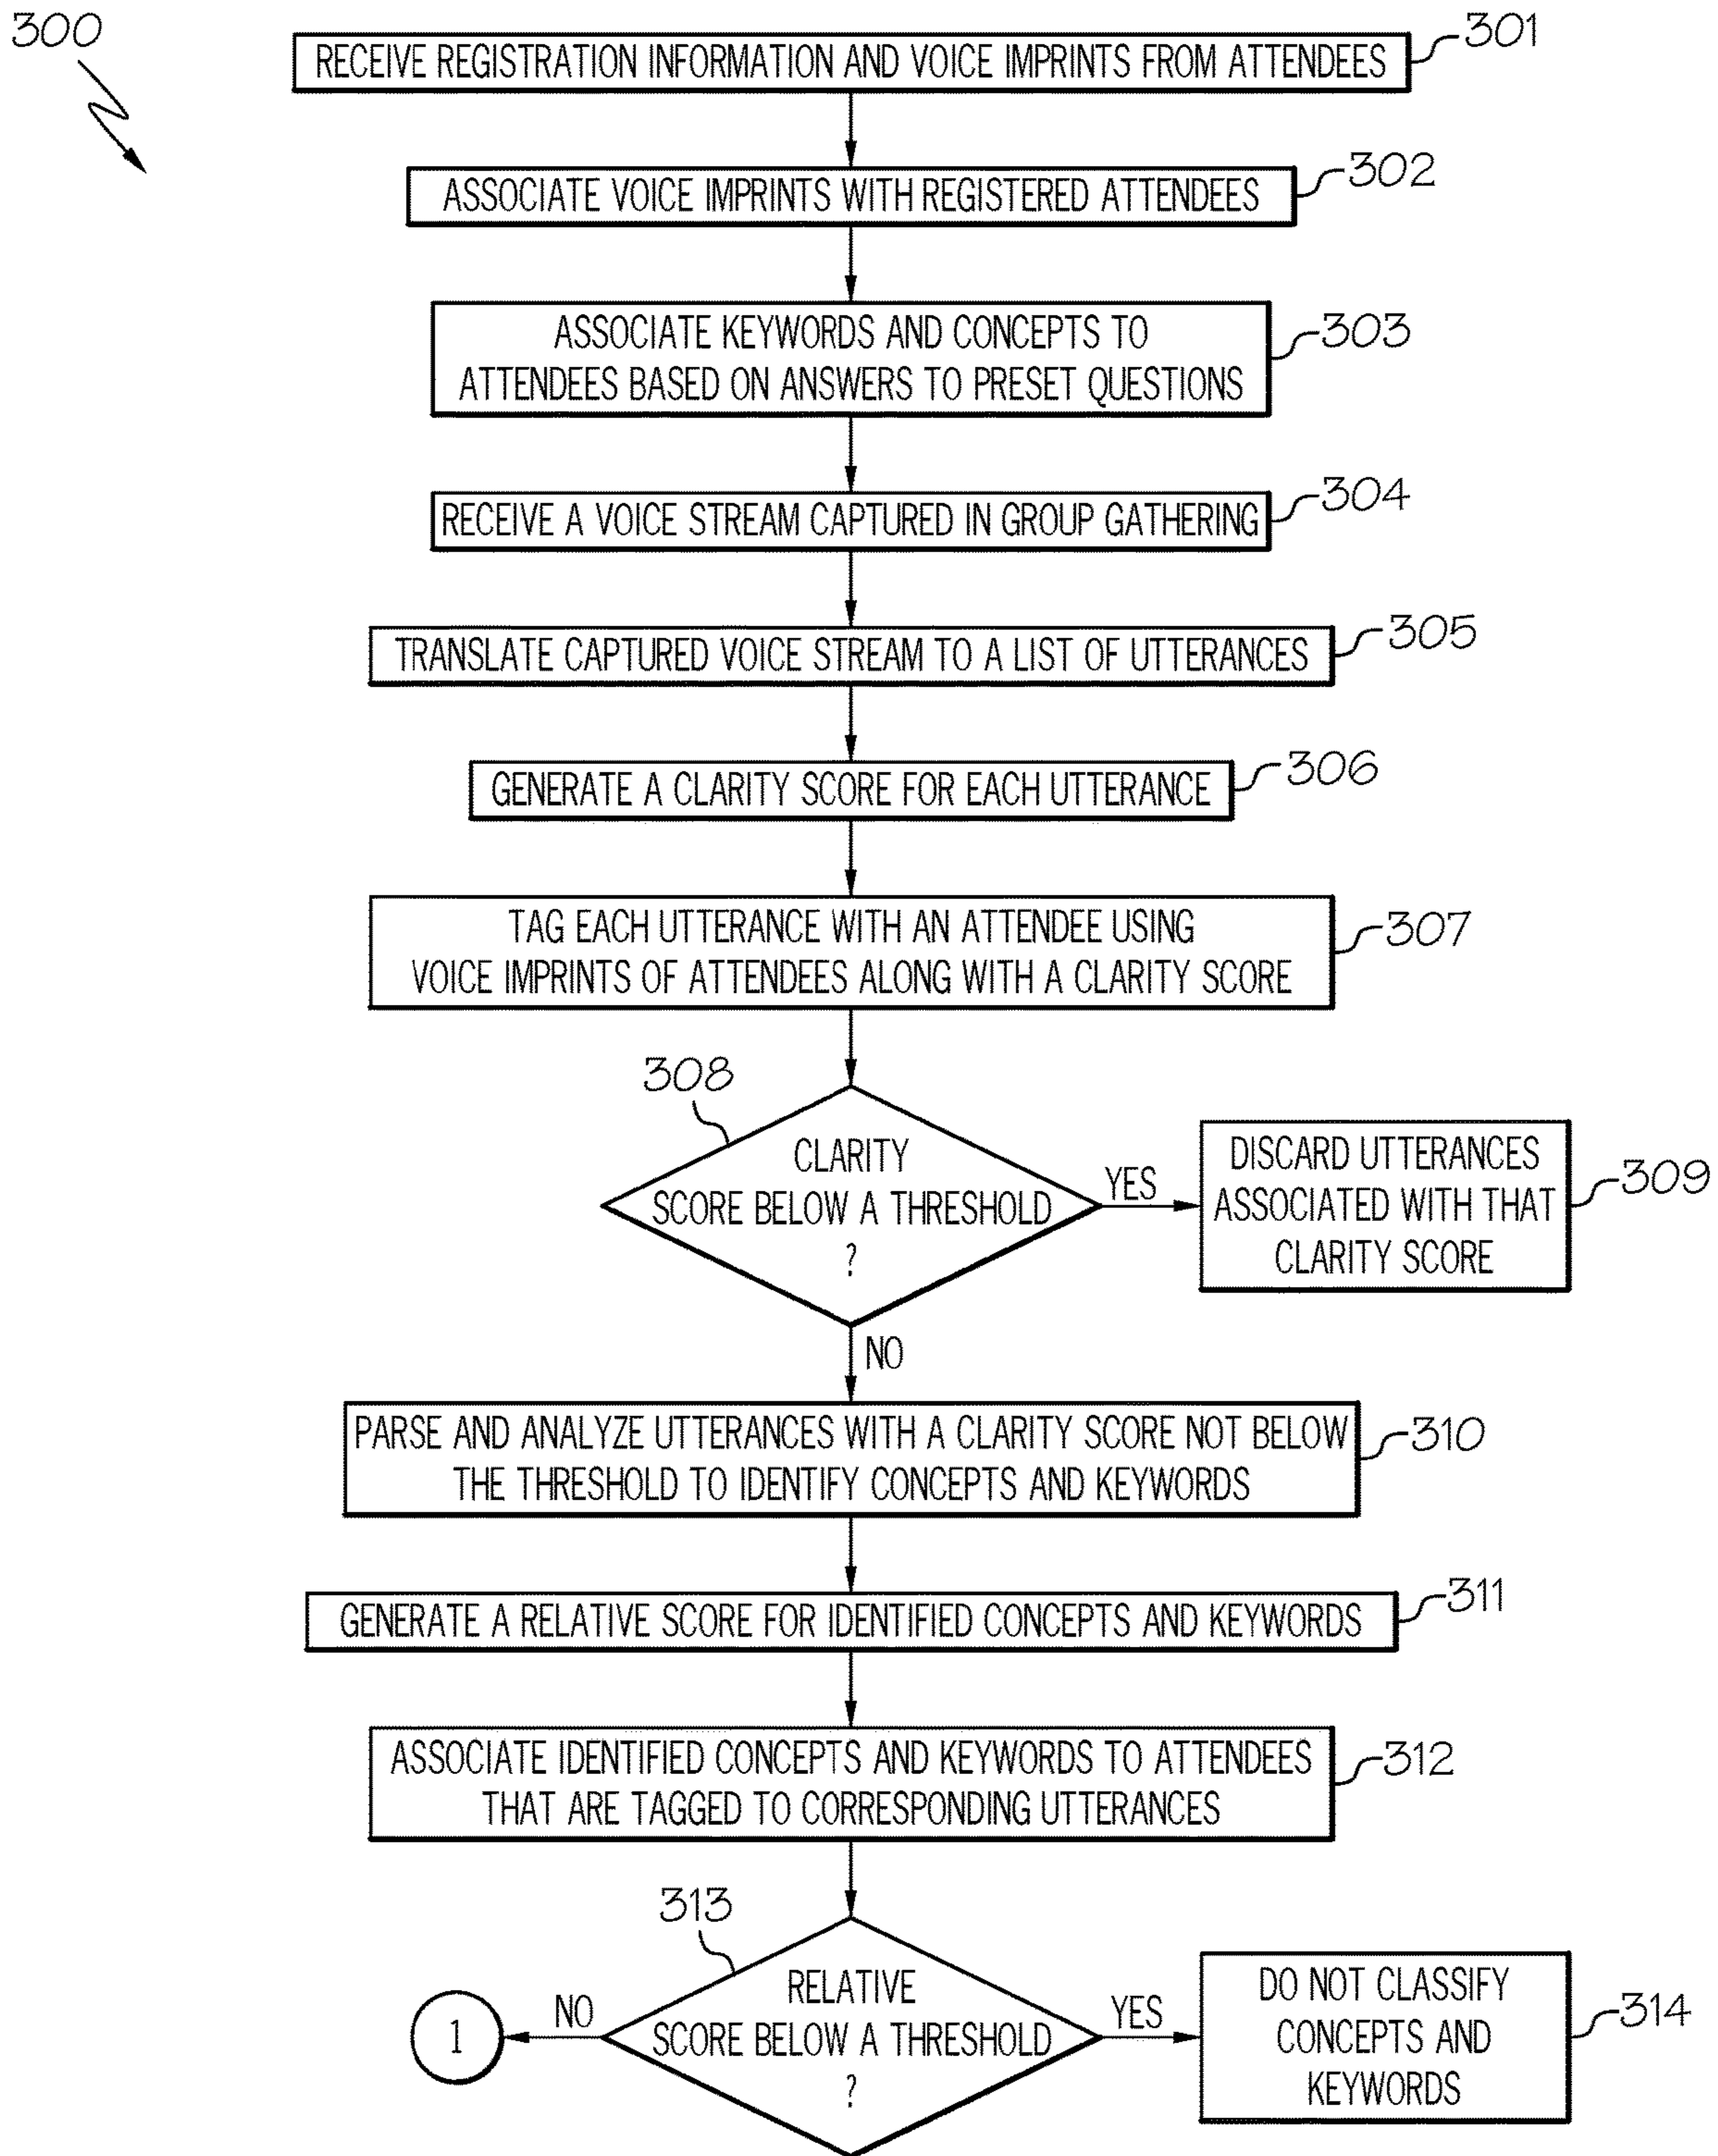 300
RECEIVE REGISTRATION INFORMATION AND VOICE IMPRINTS FROM ATTENDEES
301
ASSOCIATE VOICE IMPRINTS WITH REGISTERED ATTENDEES
302
ASSOCIATE KEYWORDS AND CONCEPTS TO
ATTENDEES BASED ON ANSWERS TO PRESET QUESTIONS
303
RECEIVE A VOICE STREAM CAPTURED IN GROUP GATHERING
304
TRANSLATE CAPTURED VOICE STREAM TO A LIST OF UTTERANCES
305
GENERATE A CLARITY SCORE FOR EACH UTTERANCE
306
TAG EACH UTTERANCE WITH AN ATTENDEE USING
VOICE IMPRINTS OF ATTENDEES ALONG WITH A CLARITY SCORE
307
308
CLARITY
SCORE BELOW A THRESHOLD
?
YES
DISCARD UTTERANCES
ASSOCIATED WITH THAT
CLARITY SCORE
309
NO
PARSE AND ANALYZE UTTERANCES WITH A CLARITY SCORE NOT BELOW
THE THRESHOLD TO IDENTIFY CONCEPTS AND KEYWORDS
310
GENERATE A RELATIVE SCORE FOR IDENTIFIED CONCEPTS AND KEYWORDS
311
ASSOCIATE IDENTIFIED CONCEPTS AND KEYWORDS TO ATTENDEES
THAT ARE TAGGED TO CORRESPONDING UTTERANCES
312
313
RELATIVE
SCORE BELOW A THRESHOLD
?
NO
1
YES
DO NOT CLASSIFY
CONCEPTS AND
KEYWORDS
314